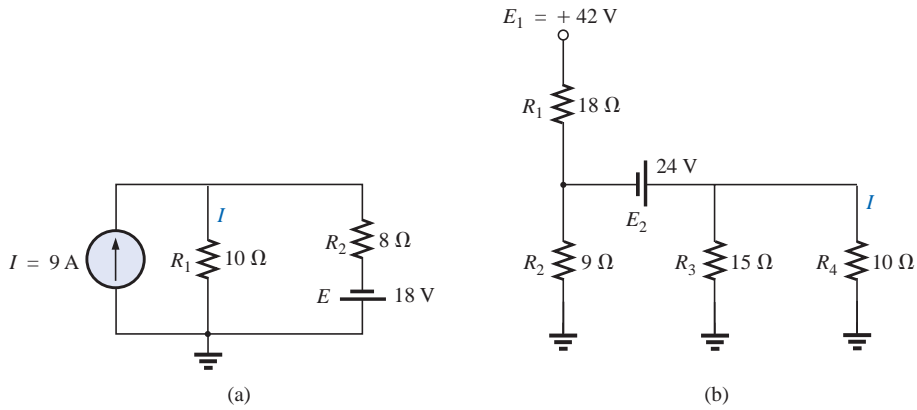 E₁ = + 42 V
R₁ 18 Ω
24 V
E₂
I
R₂ 9 Ω
R₃ 15 Ω
R₄ 10 Ω
(b)
I
I = 9 A
R₁ 10 Ω
R₂ 8 Ω
E 18 V
(a)